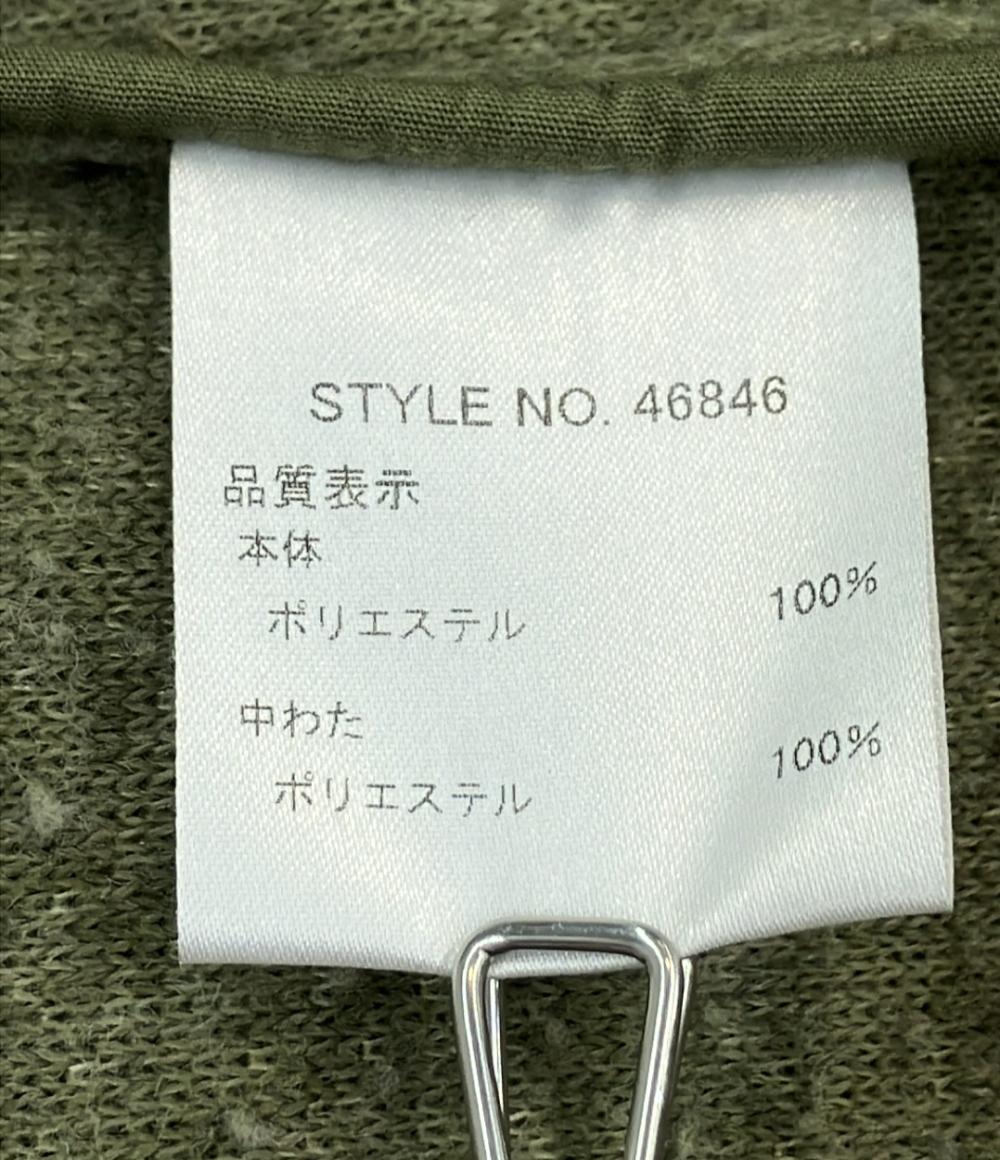 STYLE NO. 46846
品質表示
本体
ポリエステル 100%
中わた
ポリエステル 100%